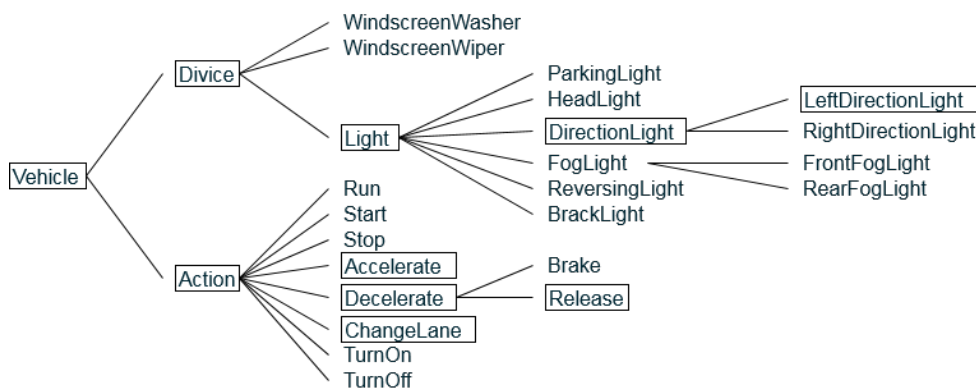 Vehicle
Divice
WindscreenWasher
WindscreenWiper
Light
ParkingLight
HeadLight
DirectionLight
LeftDirectionLight
RightDirectionLight
FogLight
FrontFogLight
RearFogLight
ReversingLight
BrackLight
Action
Run
Start
Stop
Accelerate
Decelerate
Brake
Release
ChangeLane
TurnOn
TurnOff